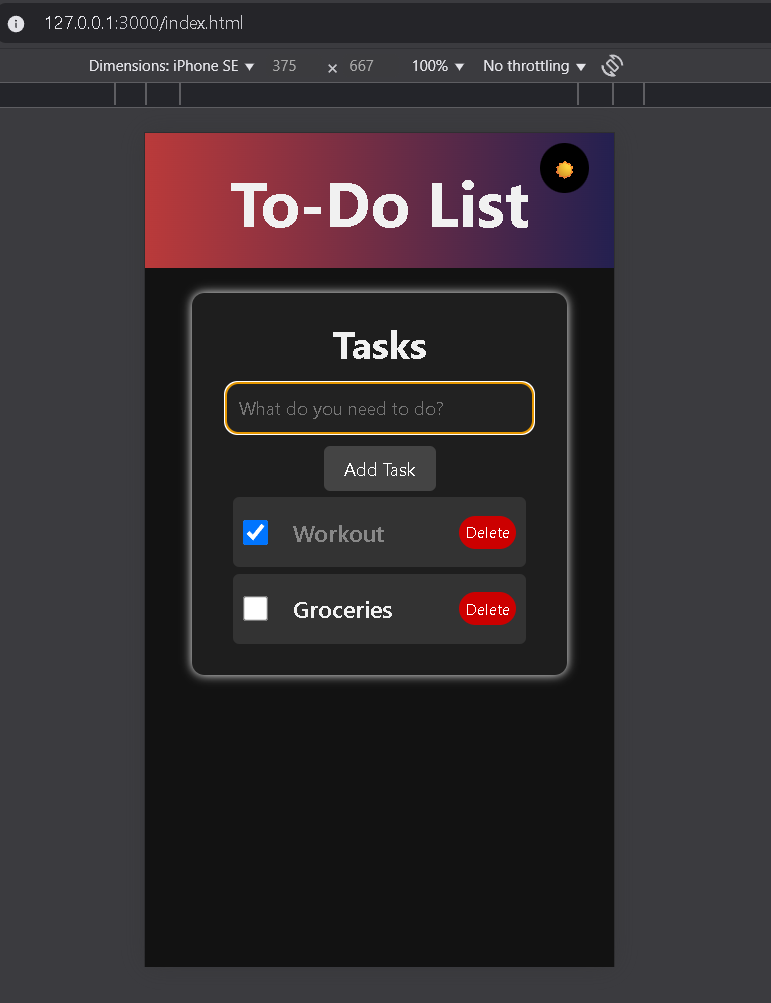 127.0.0.1:3000/index.html
Dimensions: iPhone SE 375 × 667 100% No throttling
To-Do List
Tasks
What do you need to do?
Add Task
Workout Delete
Groceries Delete